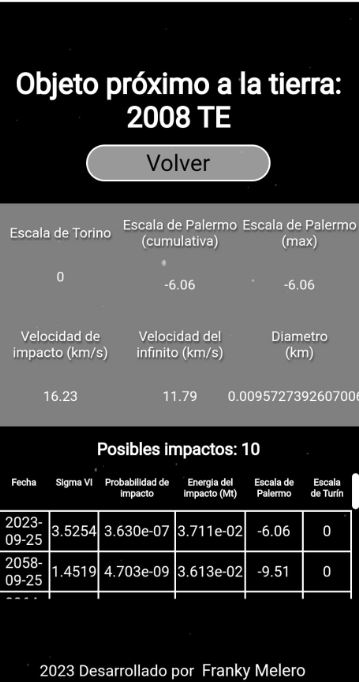 Objeto próximo a la tierra:
2008 TE
Volver
Escala de Torino
Escala de Palermo
(cumulativa)
Escala de Palermo
(max)
0
-6.06
-6.06
Velocidad de
impacto (km/s)
Velocidad del
infinito (km/s)
Diametro
(km)
16.23
11.79
0.009572739260700
Posibles impactos: 10
Fecha Sigma VI Probabilidad de impacto Energia del impacto (Mt) Escala de Palermo Escala de Turín
2023-09-25 3.5254 3.630e-07 3.711e-02 -6.06 0
2058-09-25 1.4519 4.703e-09 3.613e-02 -9.51 0
2023 Desarrollado por Franky Melero